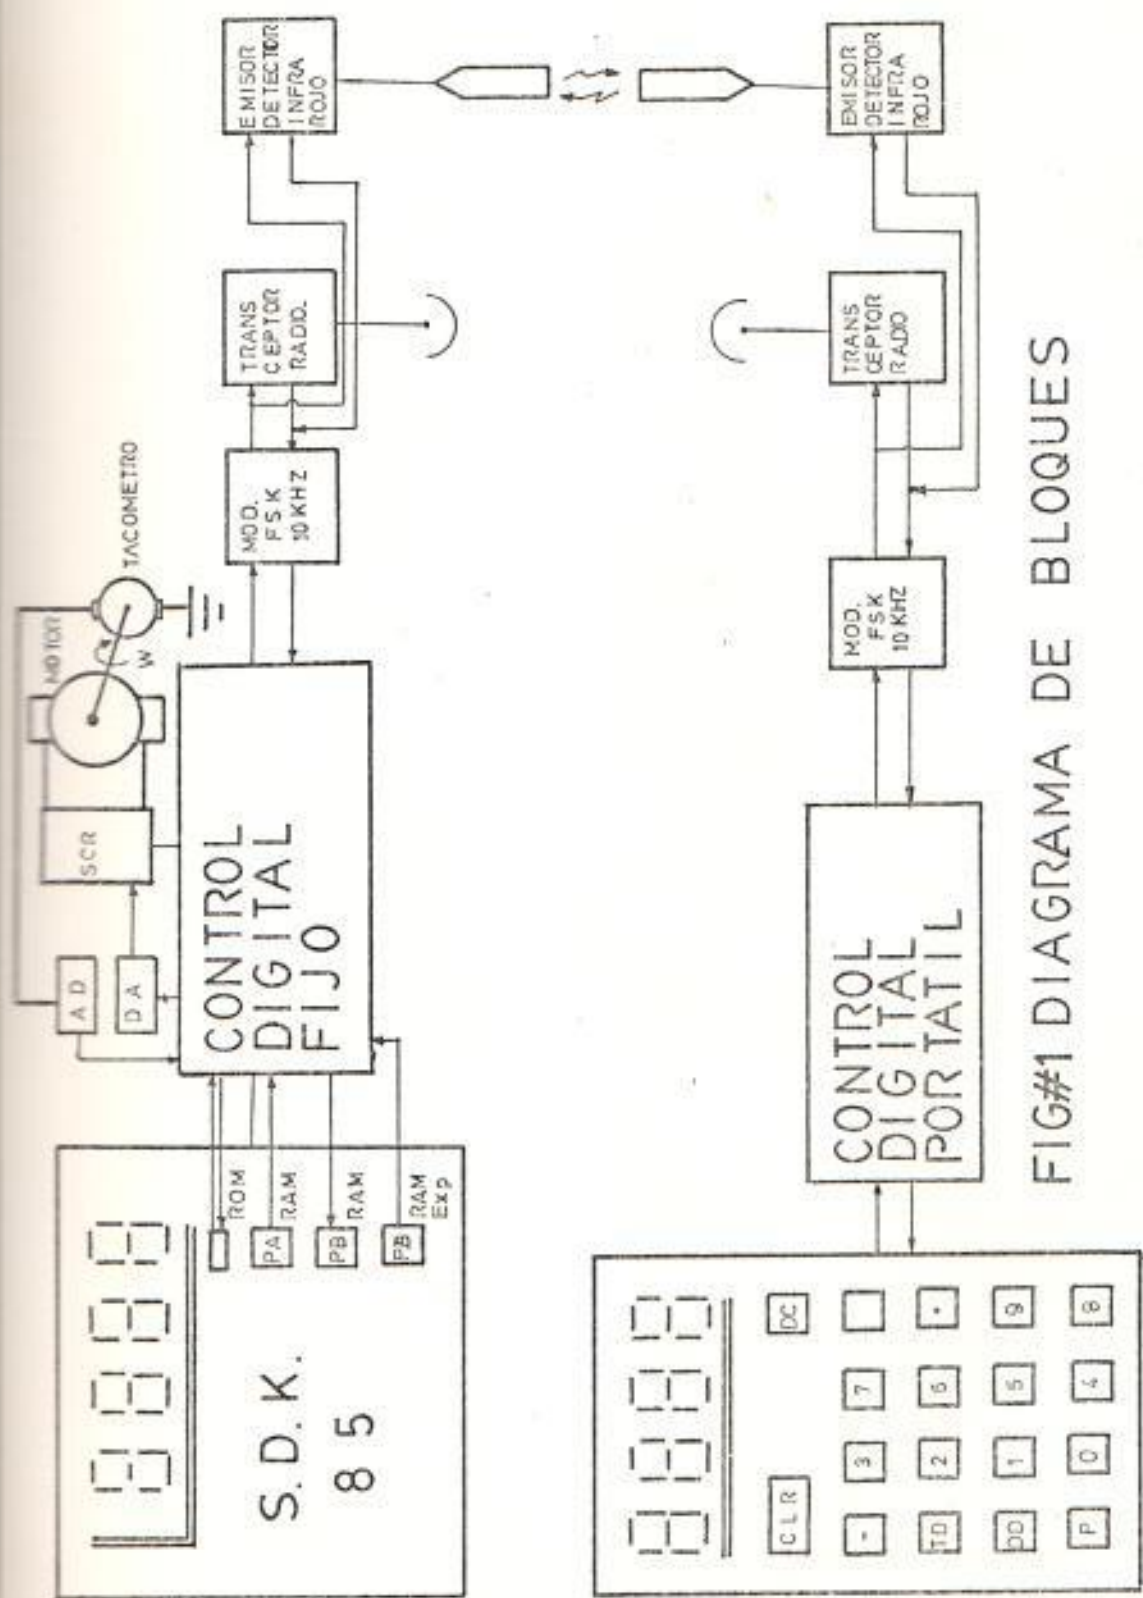 S. D. K.
8 5
ROM
PA
RAM
PB
RAM
PB
RAM
Exp
A D
D A
SCR
MOTOR
W
TACOMETRO
CONTROL
DIGITAL
FIJO
MOD.
FSK
10 KHZ
TRANS
CEPTOR
RADIO.
EMISOR
DETECTOR
INFRA
ROJO
CLR
DC
-
3
7
TD
2
6
•
DD
1
5
9
P
0
4
8
CONTROL
DIGITAL
PORTATIL
MOD.
FSK
10 KHZ
TRANS
CEPTOR
RADIO
EMISOR
DETECTOR
INFRA
ROJO
FIG#1 DIAGRAMA DE BLOQUES